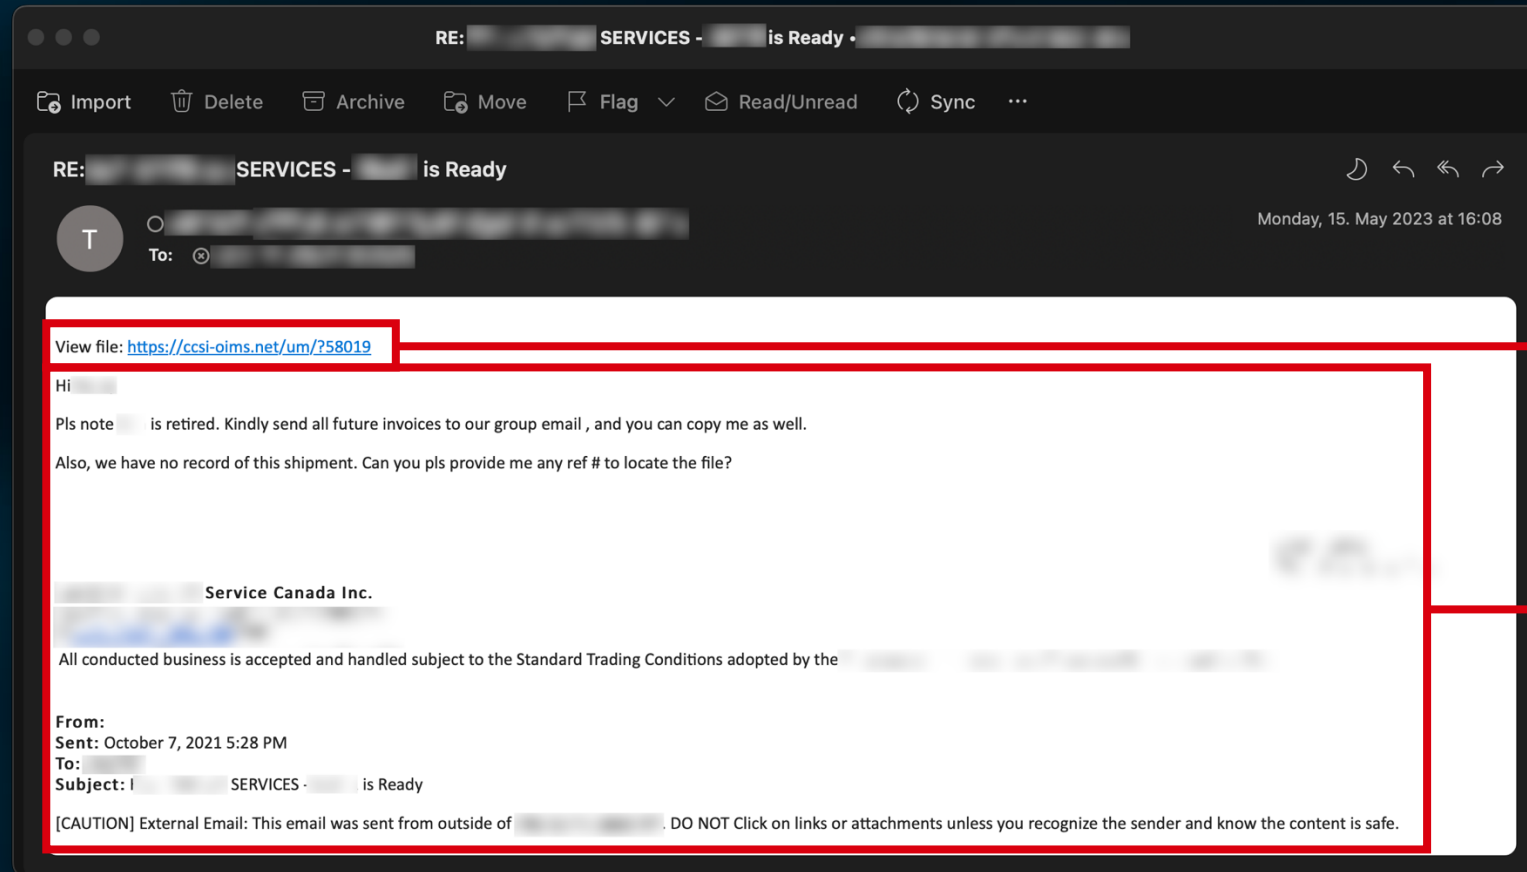 RE: SERVICES - is Ready •
Import Delete Archive Move Flag Read/Unread Sync ···
RE: SERVICES - is Ready
T
Monday, 15. May 2023 at 16:08
To:
View file: https://ccsi-oims.net/um/?58019
Hi
Pls note is retired. Kindly send all future invoices to our group email , and you can copy me as well.
Also, we have no record of this shipment. Can you pls provide me any ref # to locate the file?
Service Canada Inc.
All conducted business is accepted and handled subject to the Standard Trading Conditions adopted by the
From:
Sent: October 7, 2021 5:28 PM
To:
Subject: SERVICES - is Ready
[CAUTION] External Email: This email was sent from outside of . DO NOT Click on links or attachments unless you recognize the sender and know the content is safe.